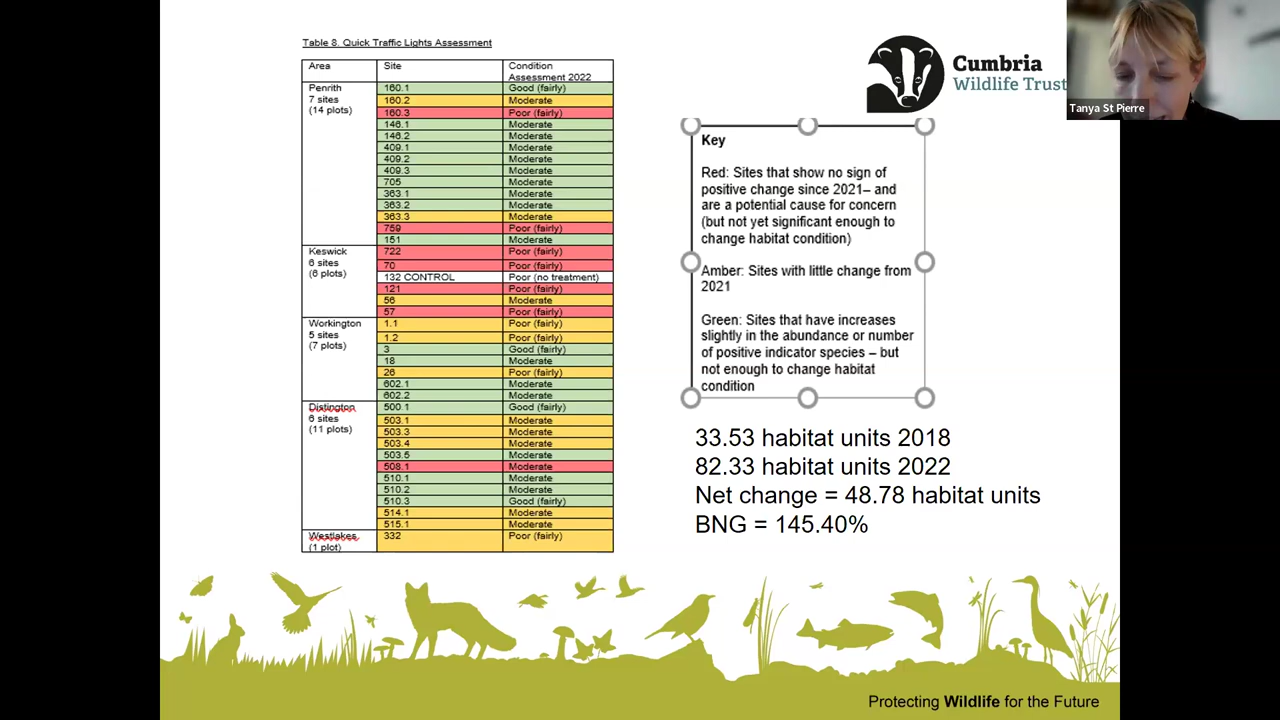 Table 8. Quick Traffic Lights Assessment
Area Site Condition Assessment 2022
Penrith 7 sites (14 plots) 160.1 Good (fairly)
160.2 Moderate
160.3 Poor (fairly)
146.1 Moderate
146.2 Moderate
409.1 Moderate
409.2 Moderate
409.3 Moderate
705 Moderate
363.1 Moderate
363.2 Moderate
363.3 Moderate
759 Poor (fairly)
151 Moderate
Keswick 6 sites (6 plots) 722 Poor (fairly)
70 Poor (fairly)
132 CONTROL Poor (no treatment)
121 Poor (fairly)
56 Moderate
57 Poor (fairly)
Workington 5 sites (7 plots) 1.1 Poor (fairly)
1.2 Poor (fairly)
3 Good (fairly)
18 Moderate
26 Poor (fairly)
602.1 Moderate
602.2 Moderate
Distington 6 sites (11 plots) 500.1 Good (fairly)
503.1 Moderate
503.3 Moderate
503.4 Moderate
503.5 Moderate
508.1 Moderate
510.1 Moderate
510.2 Moderate
510.3 Good (fairly)
514.1 Moderate
515.1 Moderate
Westlakes (1 plot) 332 Poor (fairly)
Cumbria
Wildlife Trust
Tanya St Pierre
Key
Red: Sites that show no sign of
positive change since 2021– and
are a potential cause for concern
(but not yet significant enough to
change habitat condition)
Amber: Sites with little change from
2021
Green: Sites that have increases
slightly in the abundance or number
of positive indicator species – but
not enough to change habitat
condition
33.53 habitat units 2018
82.33 habitat units 2022
Net change = 48.78 habitat units
BNG = 145.40%
Protecting Wildlife for the Future